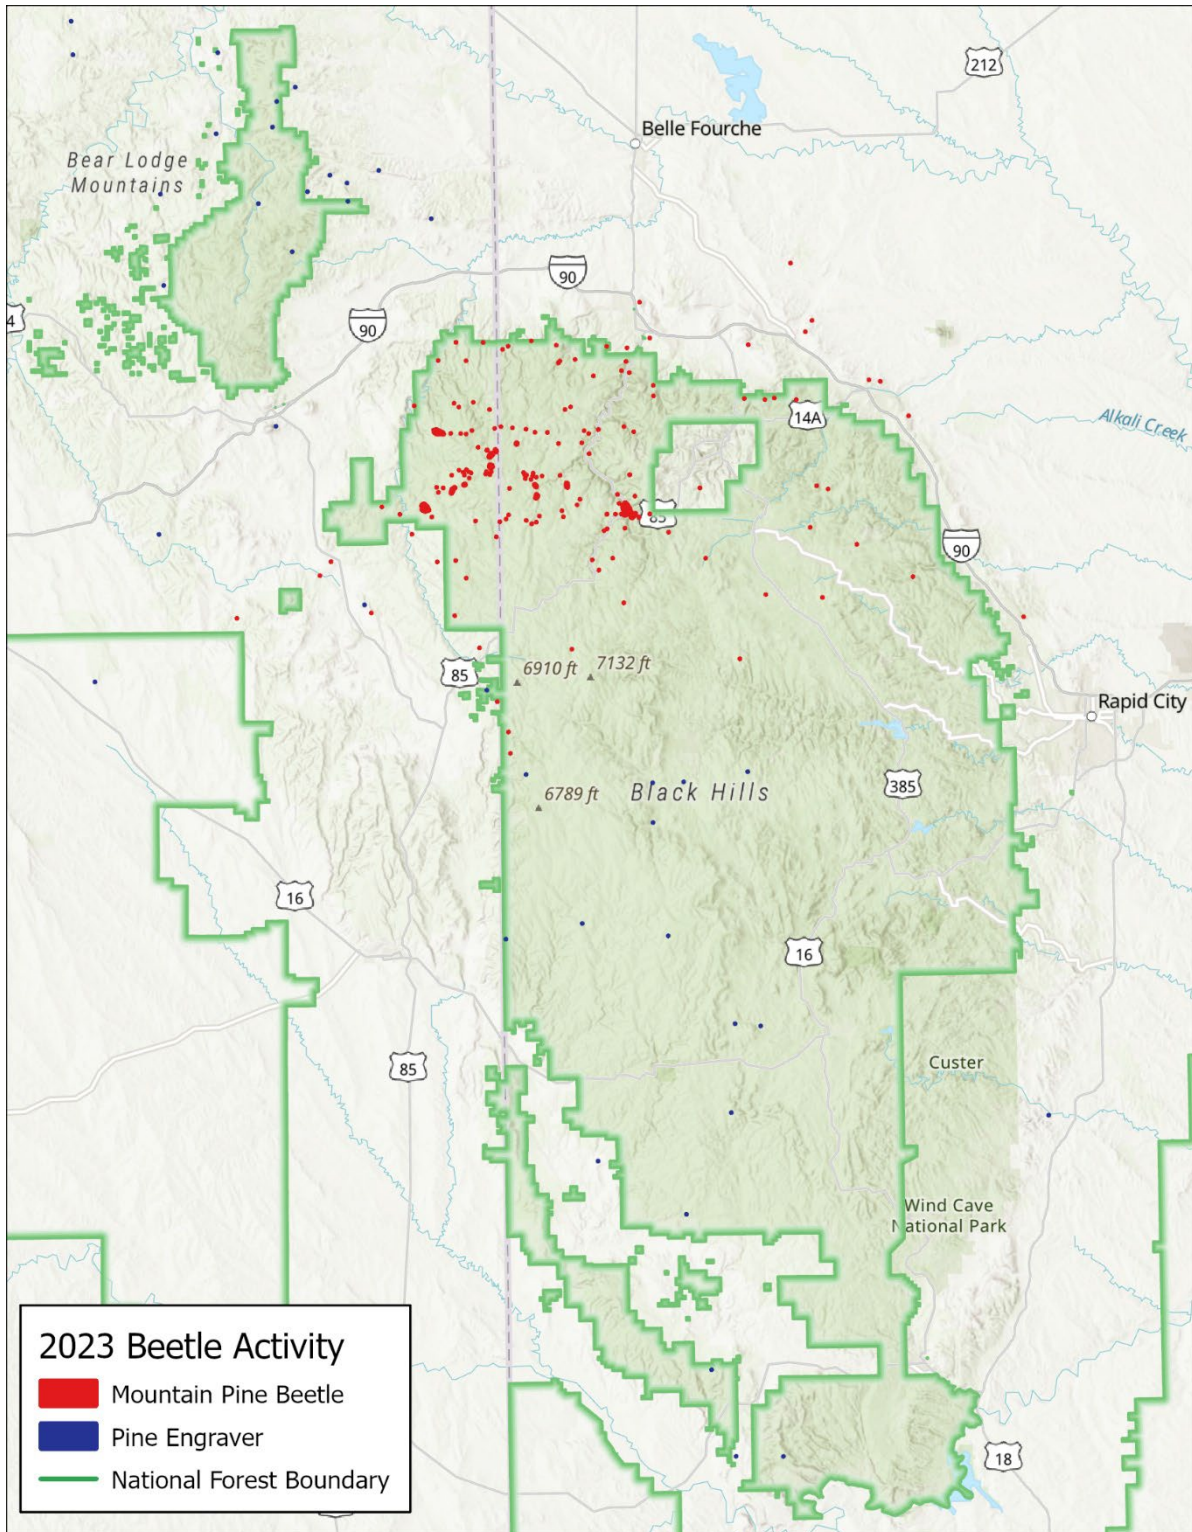 212
Belle Fourche
Bear Lodge
Mountains
90
4
90
14A
Alkali Creek
85
90
85
6910 ft
7132 ft
Rapid City
6789 ft
Black Hills
385
16
16
85
Custer
Wind Cave
National Park
18
2023 Beetle Activity
Mountain Pine Beetle
Pine Engraver
National Forest Boundary